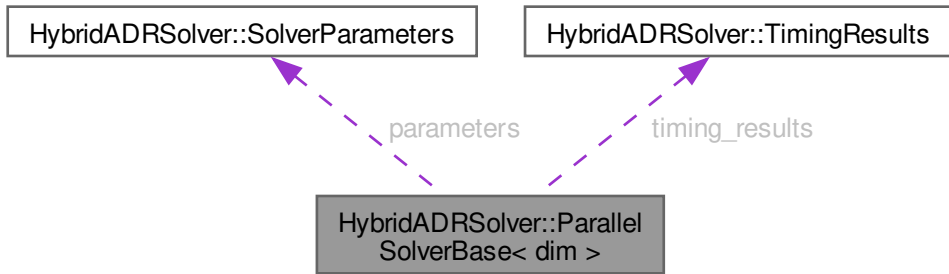 HybridADRSolver::SolverParameters
HybridADRSolver::TimingResults
parameters
timing_results
HybridADRSolver::Parallel
SolverBase< dim >